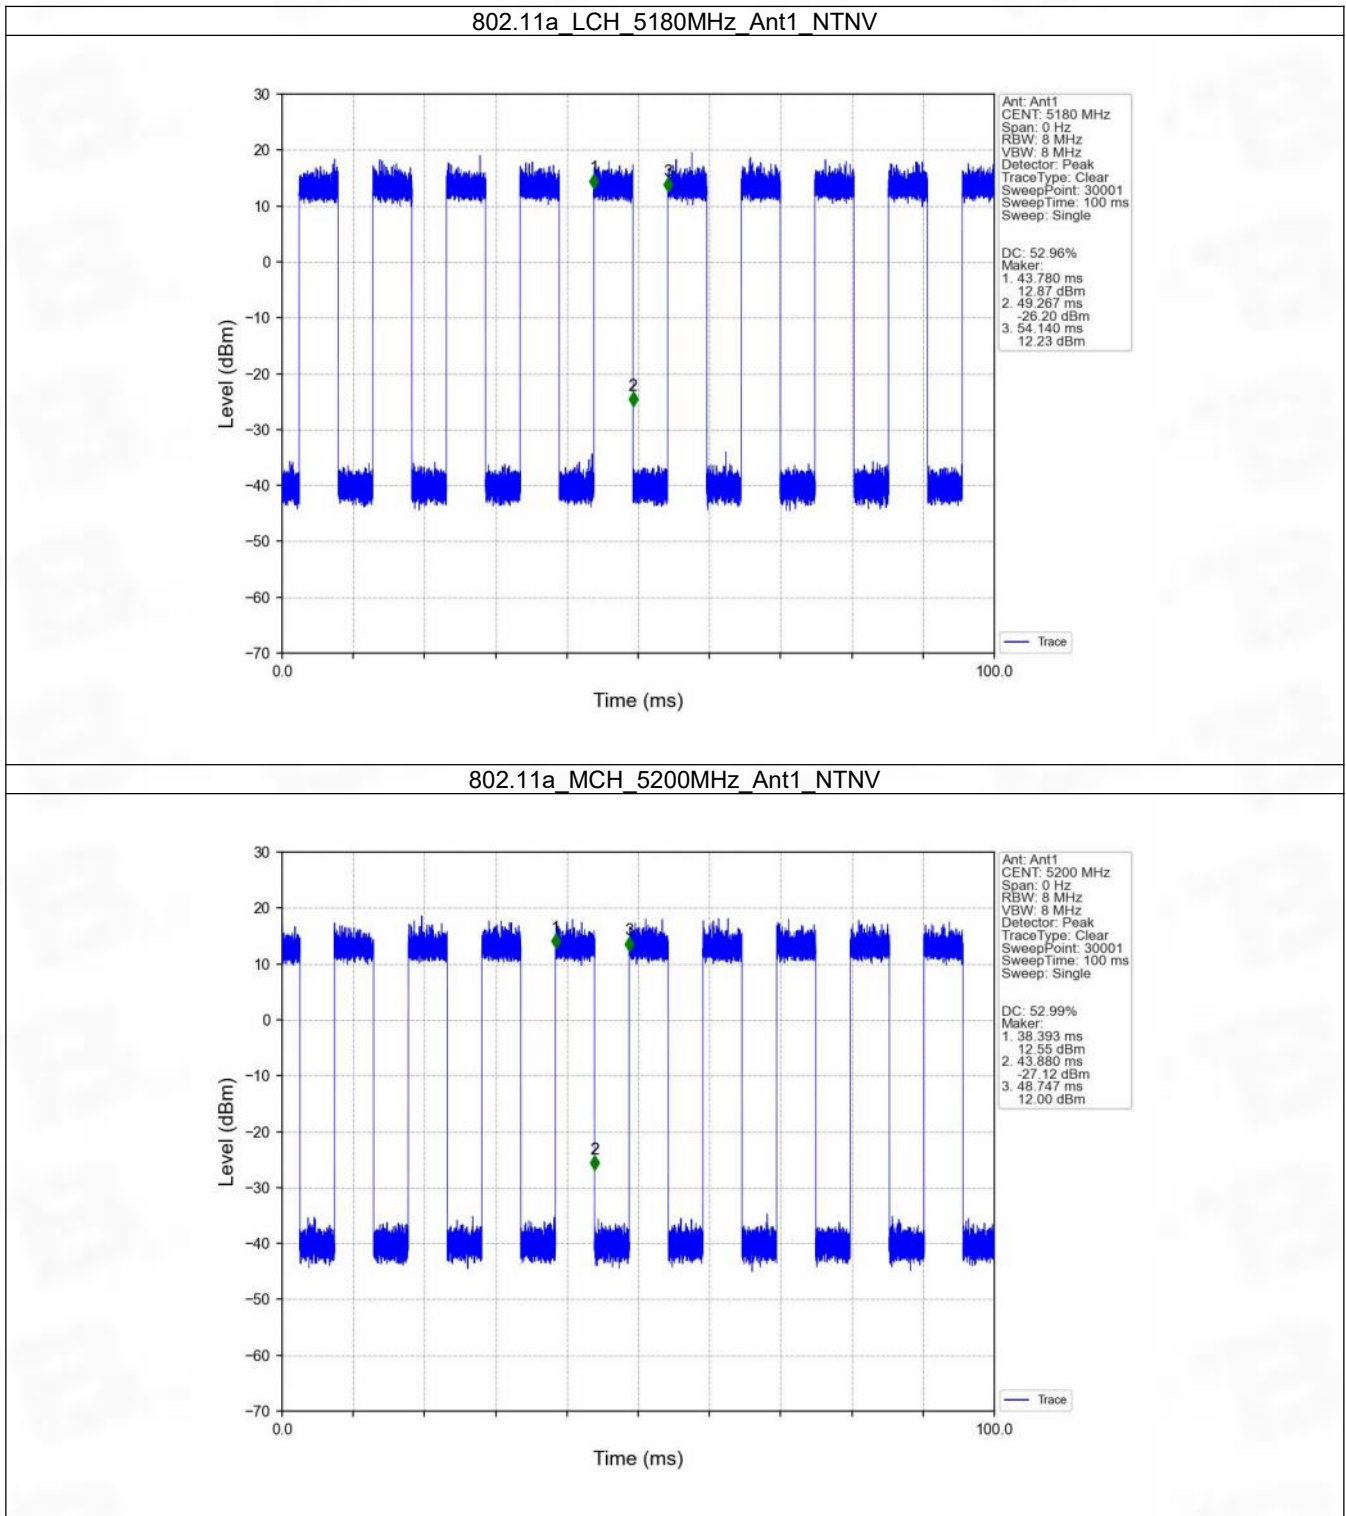 802.11a_LCH_5180MHz_Ant1_NTNV
30
20
10
0
−10
−20
−30
−40
−50
−60
−70
Level (dBm)
1
3
2
0.0
100.0
Time (ms)
Ant: Ant1
CENT: 5180 MHz
Span: 0 Hz
RBW: 8 MHz
VBW: 8 MHz
Detector: Peak
TraceType: Clear
SweepPoint: 30001
SweepTime: 100 ms
Sweep: Single
DC: 52.96%
Maker:
1. 43.780 ms
12.87 dBm
2. 49.267 ms
-26.20 dBm
3. 54.140 ms
12.23 dBm
Trace
802.11a_MCH_5200MHz_Ant1_NTNV
30
20
10
0
−10
−20
−30
−40
−50
−60
−70
Level (dBm)
1
3
2
0.0
100.0
Time (ms)
Ant: Ant1
CENT: 5200 MHz
Span: 0 Hz
RBW: 8 MHz
VBW: 8 MHz
Detector: Peak
TraceType: Clear
SweepPoint: 30001
SweepTime: 100 ms
Sweep: Single
DC: 52.99%
Maker:
1. 38.393 ms
12.55 dBm
2. 43.880 ms
-27.12 dBm
3. 48.747 ms
12.00 dBm
Trace